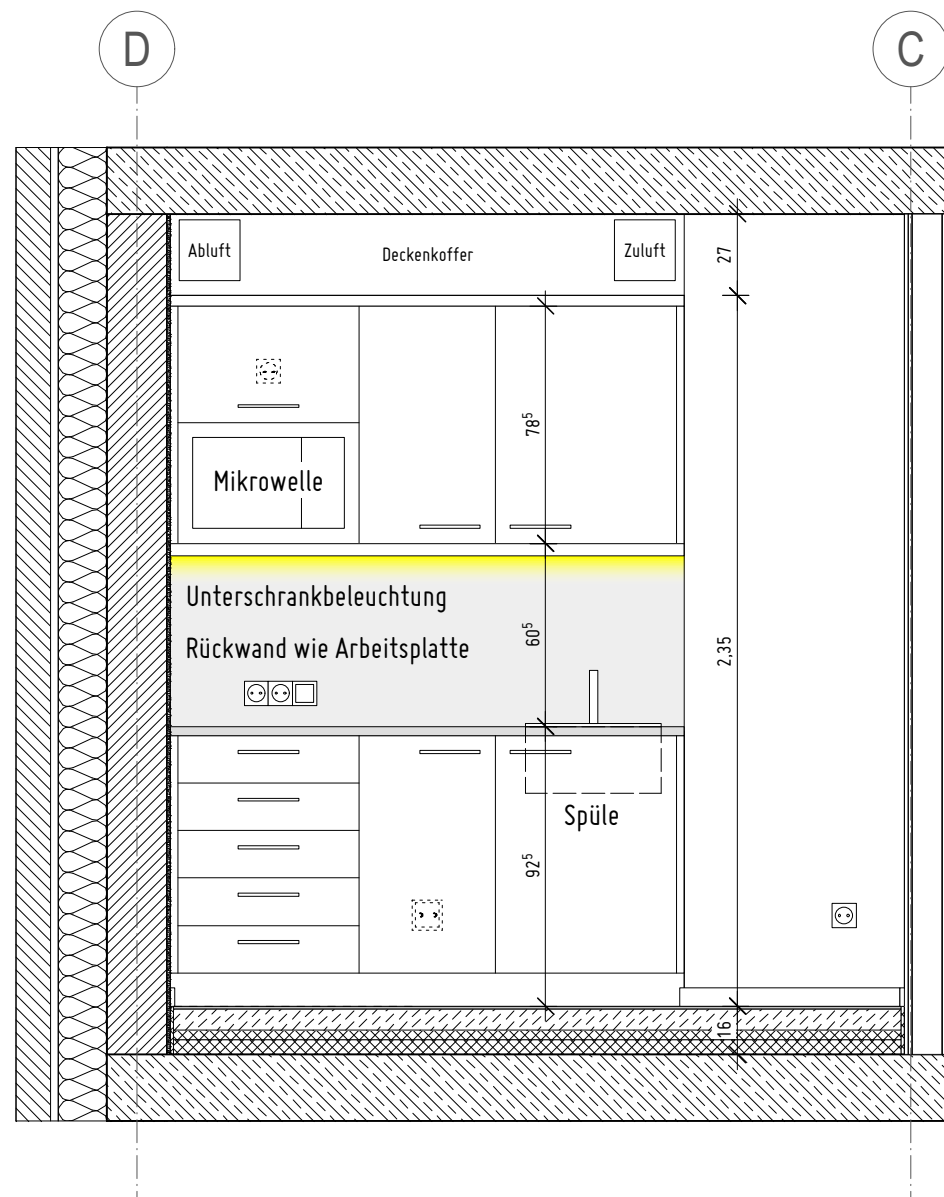 D
C
Abluft
Deckenkoffer
Zuluft
27
78⁵
Mikrowelle
Unterschrankbeleuchtung
Rückwand wie Arbeitsplatte
60⁵
2,35
Spüle
92⁵
16